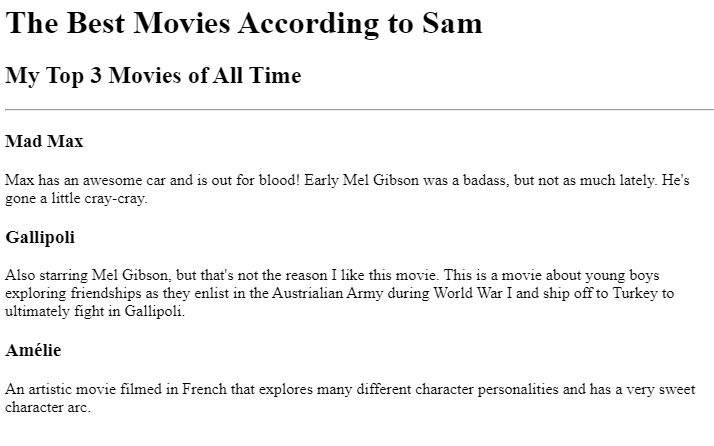 The Best Movies According to Sam
My Top 3 Movies of All Time
Mad Max
Max has an awesome car and is out for blood! Early Mel Gibson was a badass, but not as much lately. He's
gone a little cray-cray.
Gallipoli
Also starring Mel Gibson, but that's not the reason I like this movie. This is a movie about young boys
exploring friendships as they enlist in the Austrialian Army during World War I and ship off to Turkey to
ultimately fight in Gallipoli.
Amélie
An artistic movie filmed in French that explores many different character personalities and has a very sweet
character arc.